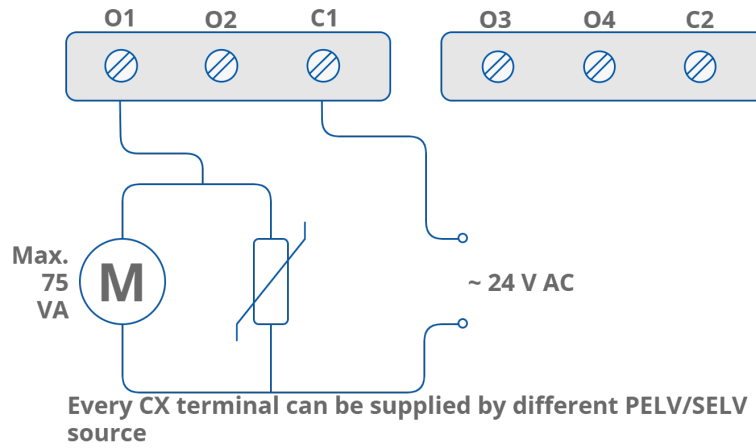 O1 O2 C1 O3 O4 C2
Max.
75
VA
M
~ 24 V AC
Every CX terminal can be supplied by different PELV/SELV
source